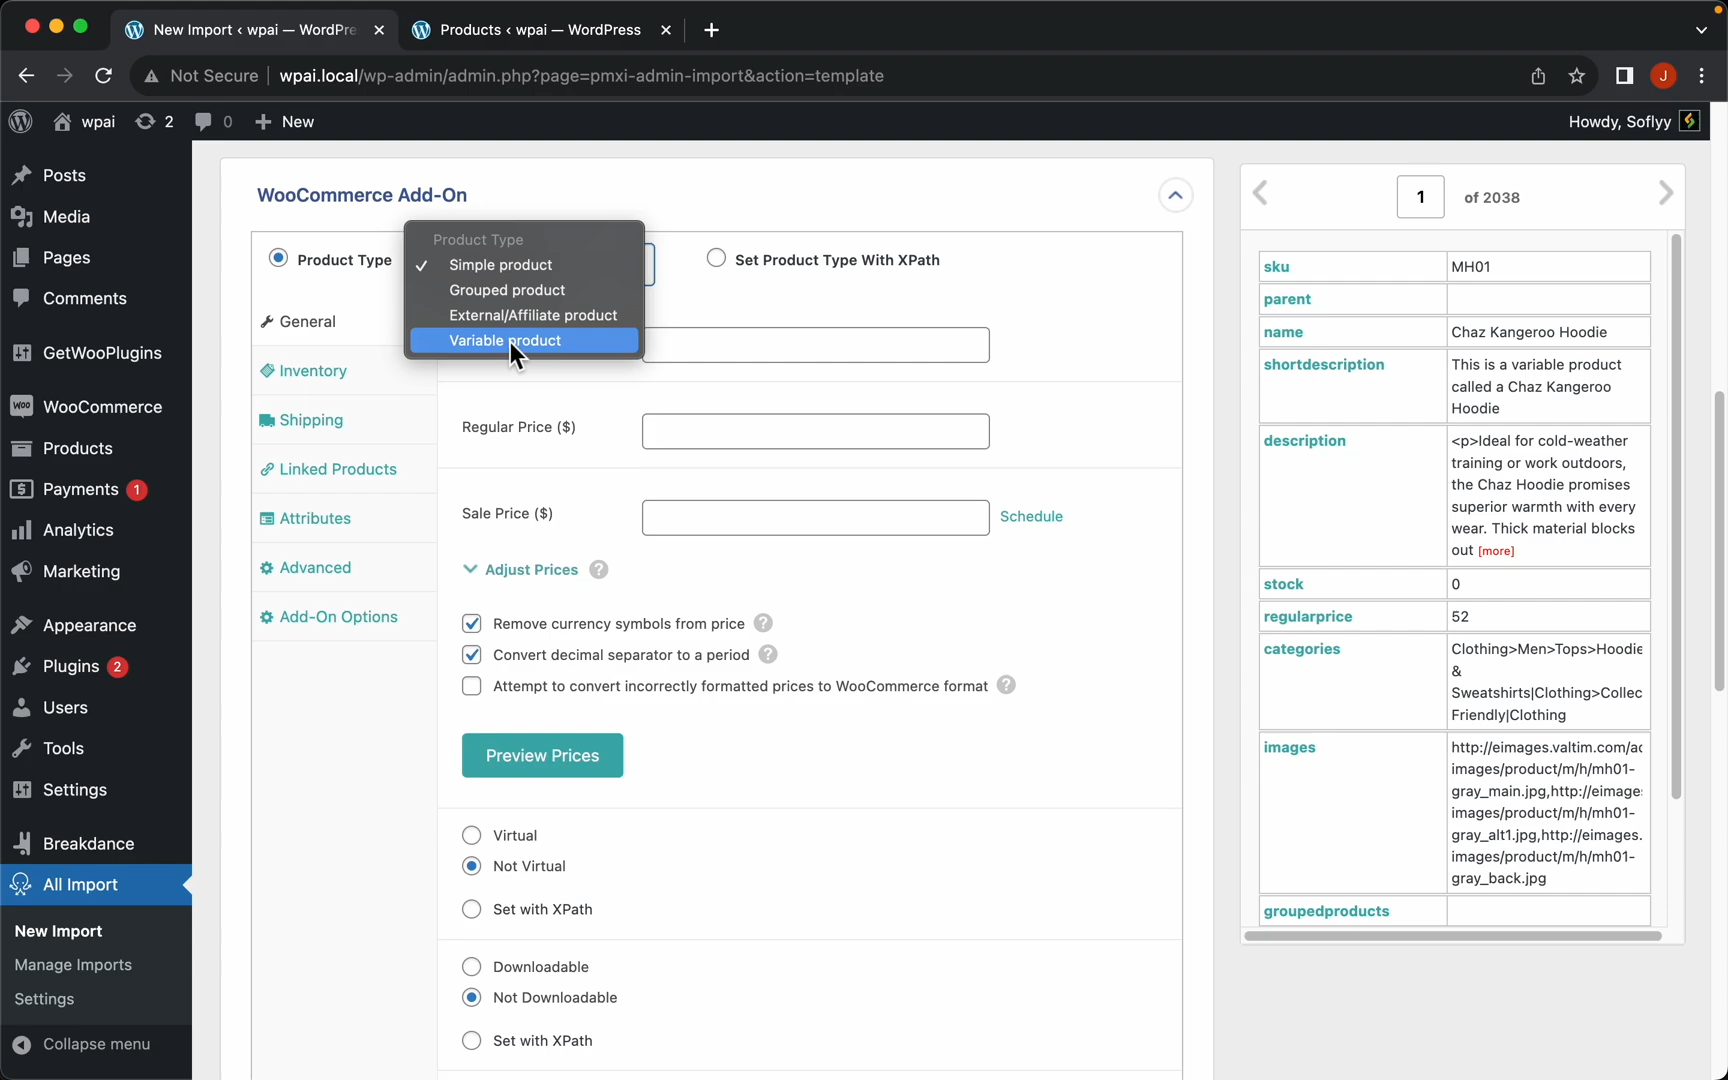 New Import ‹ wpai — WordPre
Products ‹ wpai — WordPress
Not Secure
wpai.local/wp-admin/admin.php?page=pmxi-admin-import&action=template
J
wpai
2
0
New
Howdy, Soflyy
Posts
Media
Pages
Comments
GetWooPlugins
WooCommerce
Products
Payments 1
Analytics
Marketing
Appearance
Plugins 2
Users
Tools
Settings
Breakdance
All Import
New Import
Manage Imports
Settings
Collapse menu
WooCommerce Add-On
Product Type
Product Type
Simple product
Grouped product
External/Affiliate product
Variable product
Set Product Type With XPath
General
Inventory
Shipping
Linked Products
Attributes
Advanced
Add-On Options
Regular Price ($)
Sale Price ($)
Schedule
Adjust Prices ?
Remove currency symbols from price ?
Convert decimal separator to a period ?
Attempt to convert incorrectly formatted prices to WooCommerce format ?
Preview Prices
Virtual
Not Virtual
Set with XPath
Downloadable
Not Downloadable
Set with XPath
1 of 2038
sku
MH01
parent
name
Chaz Kangeroo Hoodie
shortdescription
This is a variable product
called a Chaz Kangeroo
Hoodie
description
<p>Ideal for cold-weather
training or work outdoors,
the Chaz Hoodie promises
superior warmth with every
wear. Thick material blocks
out [more]
stock
0
regularprice
52
categories
Clothing>Men>Tops>Hoodie
&
Sweatshirts|Clothing>Collec
Friendly|Clothing
images
http://eimages.valtim.com/ac
images/product/m/h/mh01-
gray_main.jpg,http://eimage:
images/product/m/h/mh01-
gray_alt1.jpg,http://eimages.
images/product/m/h/mh01-
gray_back.jpg
groupedproducts